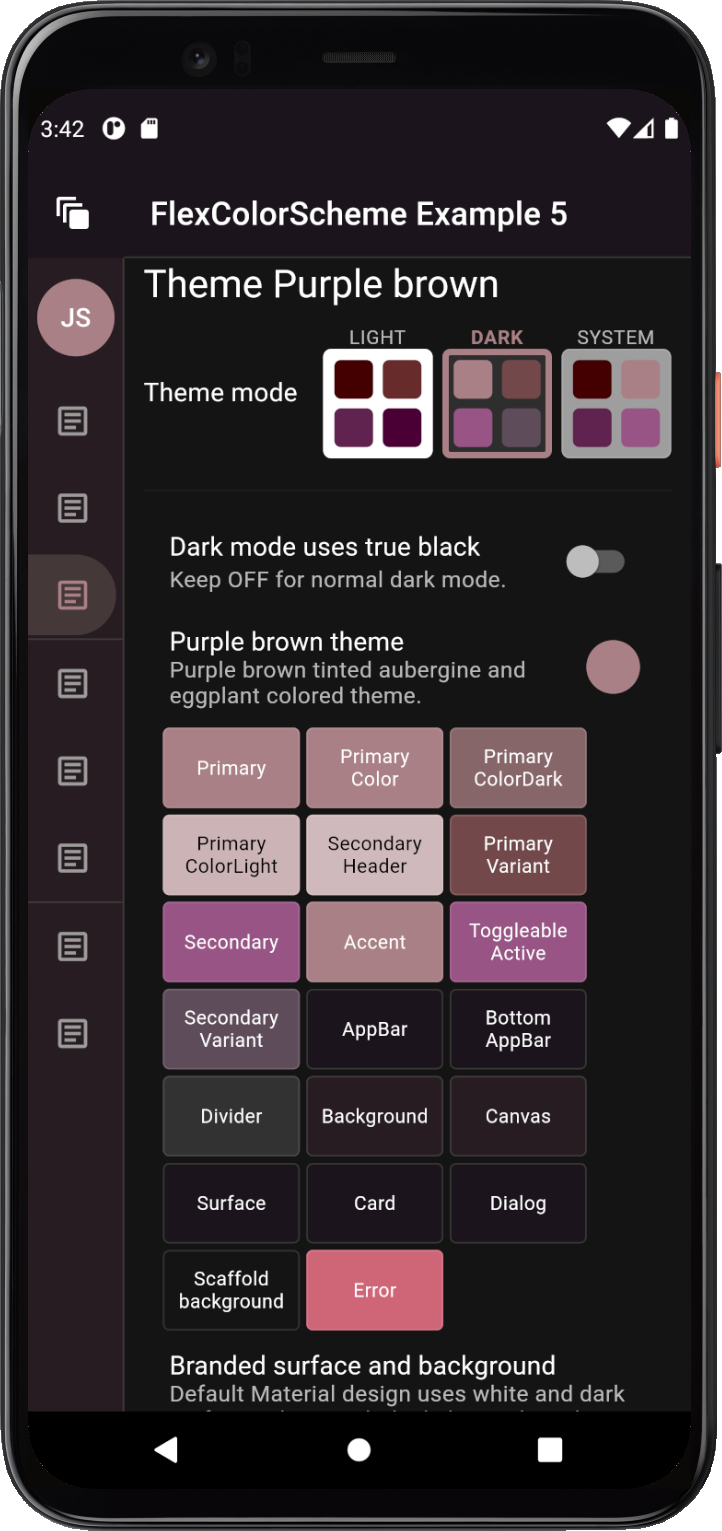 3:42
FlexColorScheme Example 5
JS
Theme Purple brown
LIGHT
DARK
SYSTEM
Theme mode
Dark mode uses true black
Keep OFF for normal dark mode.
Purple brown theme
Purple brown tinted aubergine and
eggplant colored theme.
Primary
Primary
Color
Primary
ColorDark
Primary
ColorLight
Secondary
Header
Primary
Variant
Secondary
Accent
Toggleable
Active
Secondary
Variant
AppBar
Bottom
AppBar
Divider
Background
Canvas
Surface
Card
Dialog
Scaffold
background
Error
Branded surface and background
Default Material design uses white and dark